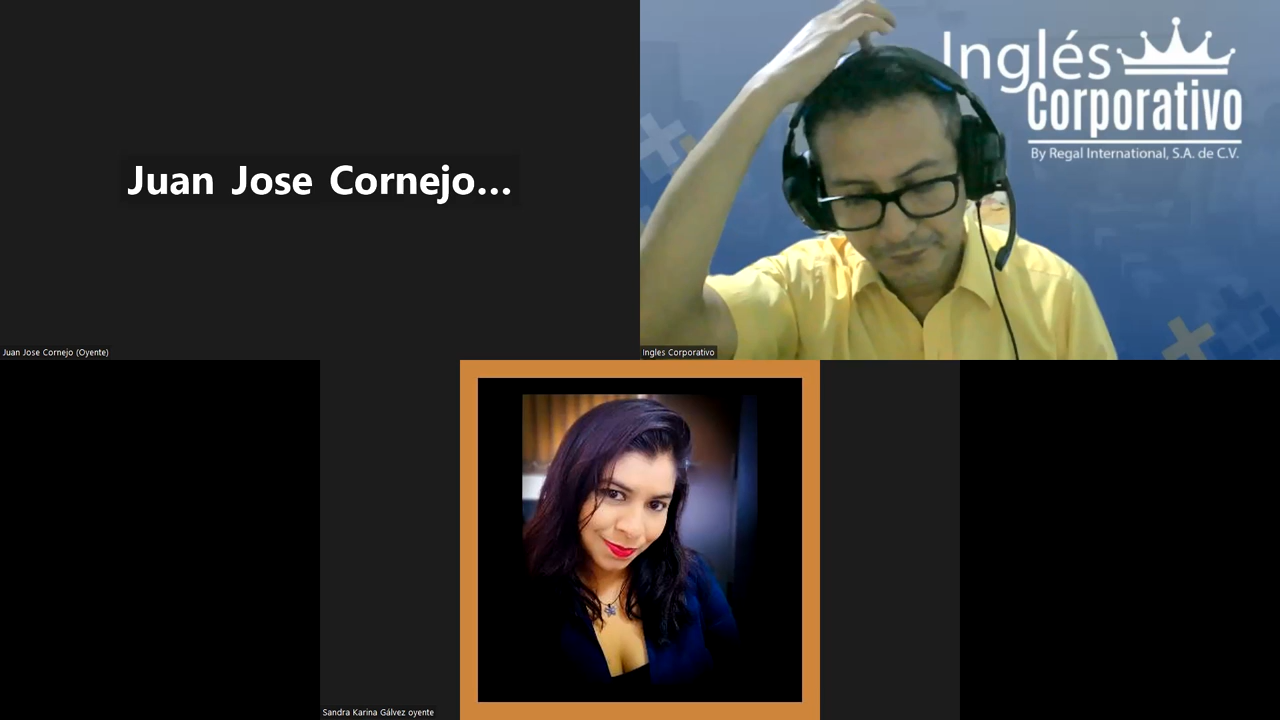 Juan Jose Cornejo...
Juan Jose Cornejo (Oyente)
Inglés
Corporativo
By Regal International, S.A. de C.V.
Ingles Corporativo
Sandra Karina Gálvez oyente